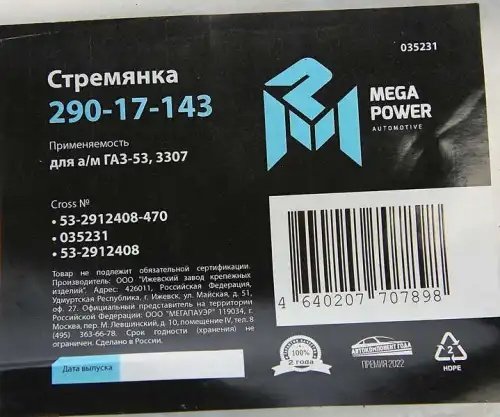 035231
Стремянка
290-17-143
MEGA
POWER
AUTOMOTIVE
Применяемость
для а/м ГАЗ-53, 3307
Cross №
• 53-2912408-470
• 035231
• 53-2912408
Товар не подлежит обязательной сертификации.
Производитель: ООО "Ижевский завод крепежных
изделий". Адрес: 426011, Российская Федерация,
Удмуртская Республика, г. Ижевск, ул. Майская, д. 51,
оф. 27. Официальный представитель на территории
Российской Федерации: ООО "МЕГАПАУЭР" 119034, г.
Москва, пер. М. Левшинский, д. 10, помещение IV, тел. 8
(495) 363-66-78. Срок годности (хранения) не
ограничен. Сделано в России.
4 640207 707898
Дата выпуска
100%
АВТОКОМПОНЕНТ ГОДА
ПРЕМИЯ 2022
2
HDPE